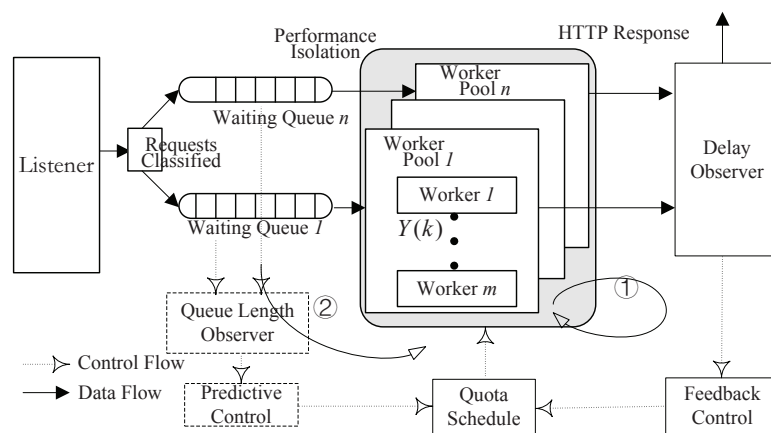 HTTP Response
Performance
Isolation
Worker
Pool n
Waiting Queue n
Requests
Classified
Listener
Worker
Pool 1
Worker 1
Y(k)
Worker m
Delay
Observer
Waiting Queue 1
①
②
Queue Length
Observer
Control Flow
Data Flow
Predictive
Control
Quota
Schedule
Feedback
Control